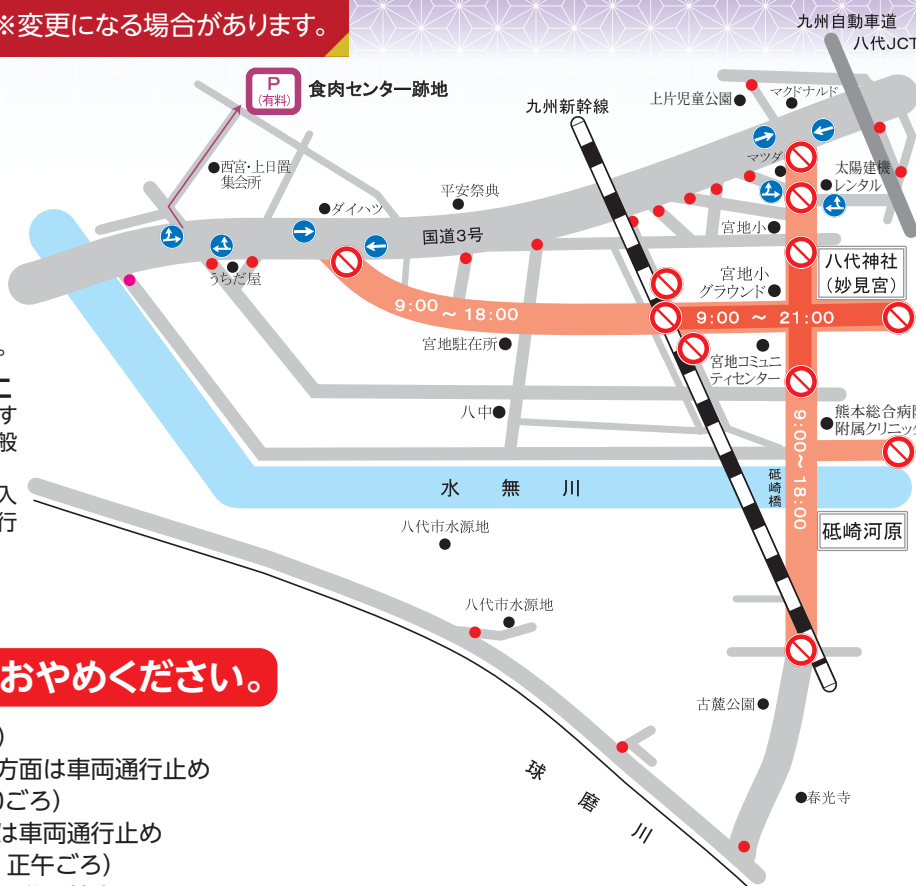 ※変更になる場合があります。
九州自動車道
八代JCT
P
(有料)
食肉センター跡地
九州新幹線
上片児童公園
マクドナルド
西宮・上日置
集会所
マツダ
太陽建機
レンタル
平安祭典
ダイハツ
国道3号
宮地小
うちだ屋
八代神社
(妙見宮)
宮地小
グラウンド
9:00 ~ 18:00
9:00 ~ 21:00
宮地駐在所
宮地コミュニ
ティセンター
。
ニ
す
般
入
行
八中
熊本総合病院
附属クリニック
9:00~18:00
砥崎橋
水無川
砥崎河原
八代市水源地
八代市水源地
おやめください。
古麓公園
)
方面は車両通行止め
球磨川
春光寺
ごろ)
は車両通行止め
正午ごろ)